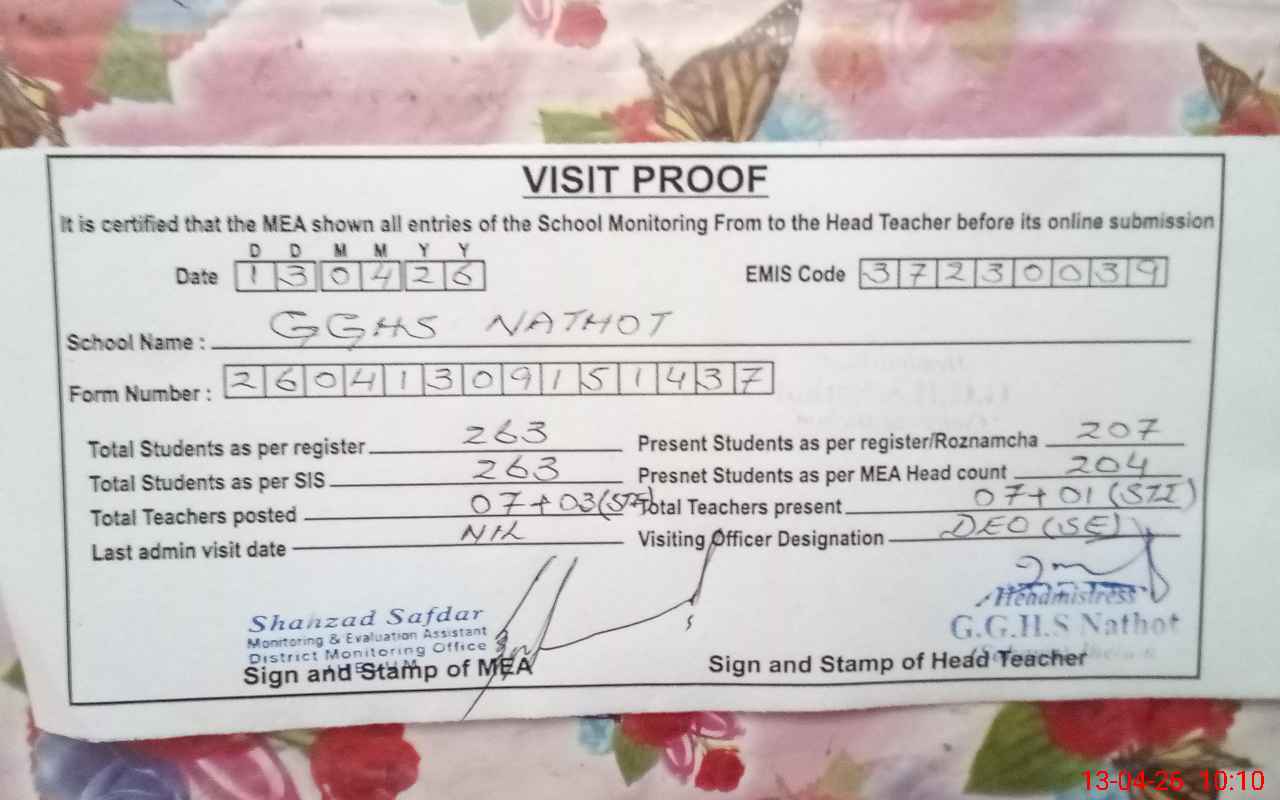 VISIT PROOF
It is certified that the MEA shown all entries of the School Monitoring From to the Head Teacher before its online submission
D D M M Y Y
Date 1 3 0 4 2 6 EMIS Code 3 7 2 3 0 0 3 9
School Name : GGHS NATHOT
Form Number : 2 6 0 4 1 3 0 9 1 5 1 4 3 7
Total Students as per register 263 Present Students as per register/Roznamcha 207
Total Students as per SIS 263 Presnet Students as per MEA Head count 204
Total Teachers posted 07+03(STI) Total Teachers present 07+01 (STI)
Last admin visit date NIL Visiting Officer Designation DEO (SE)
Shahzad Safdar
Monitoring & Evaluation Assistant
District Monitoring Office
JHELUM
Sign and Stamp of MEA
Headmistress
G.G.H.S Nathot
Sign and Stamp of Head Teacher
13-04-26 10:10